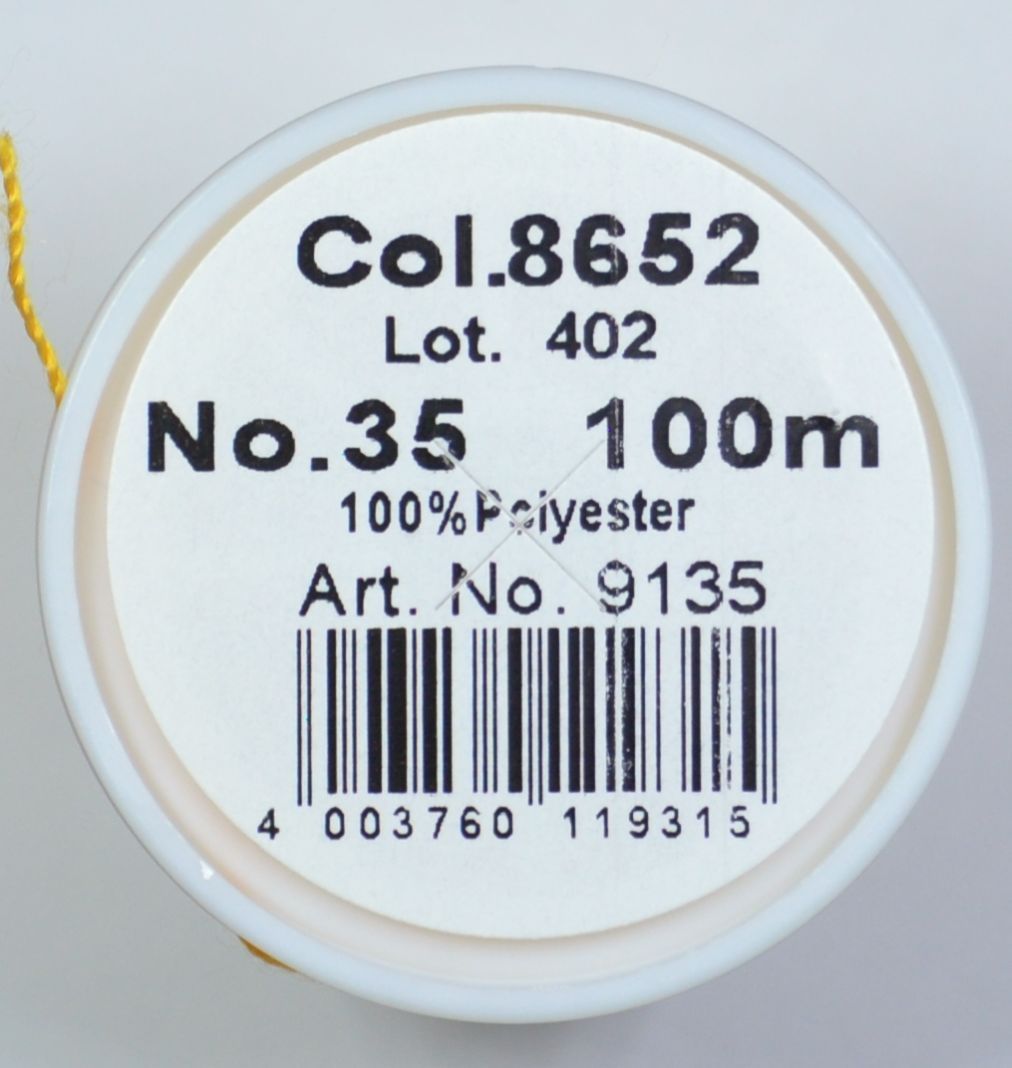 Col.8652
Lot. 402
No.35 100m
100% Polyester
Art. No. 9135
4 003760 119315